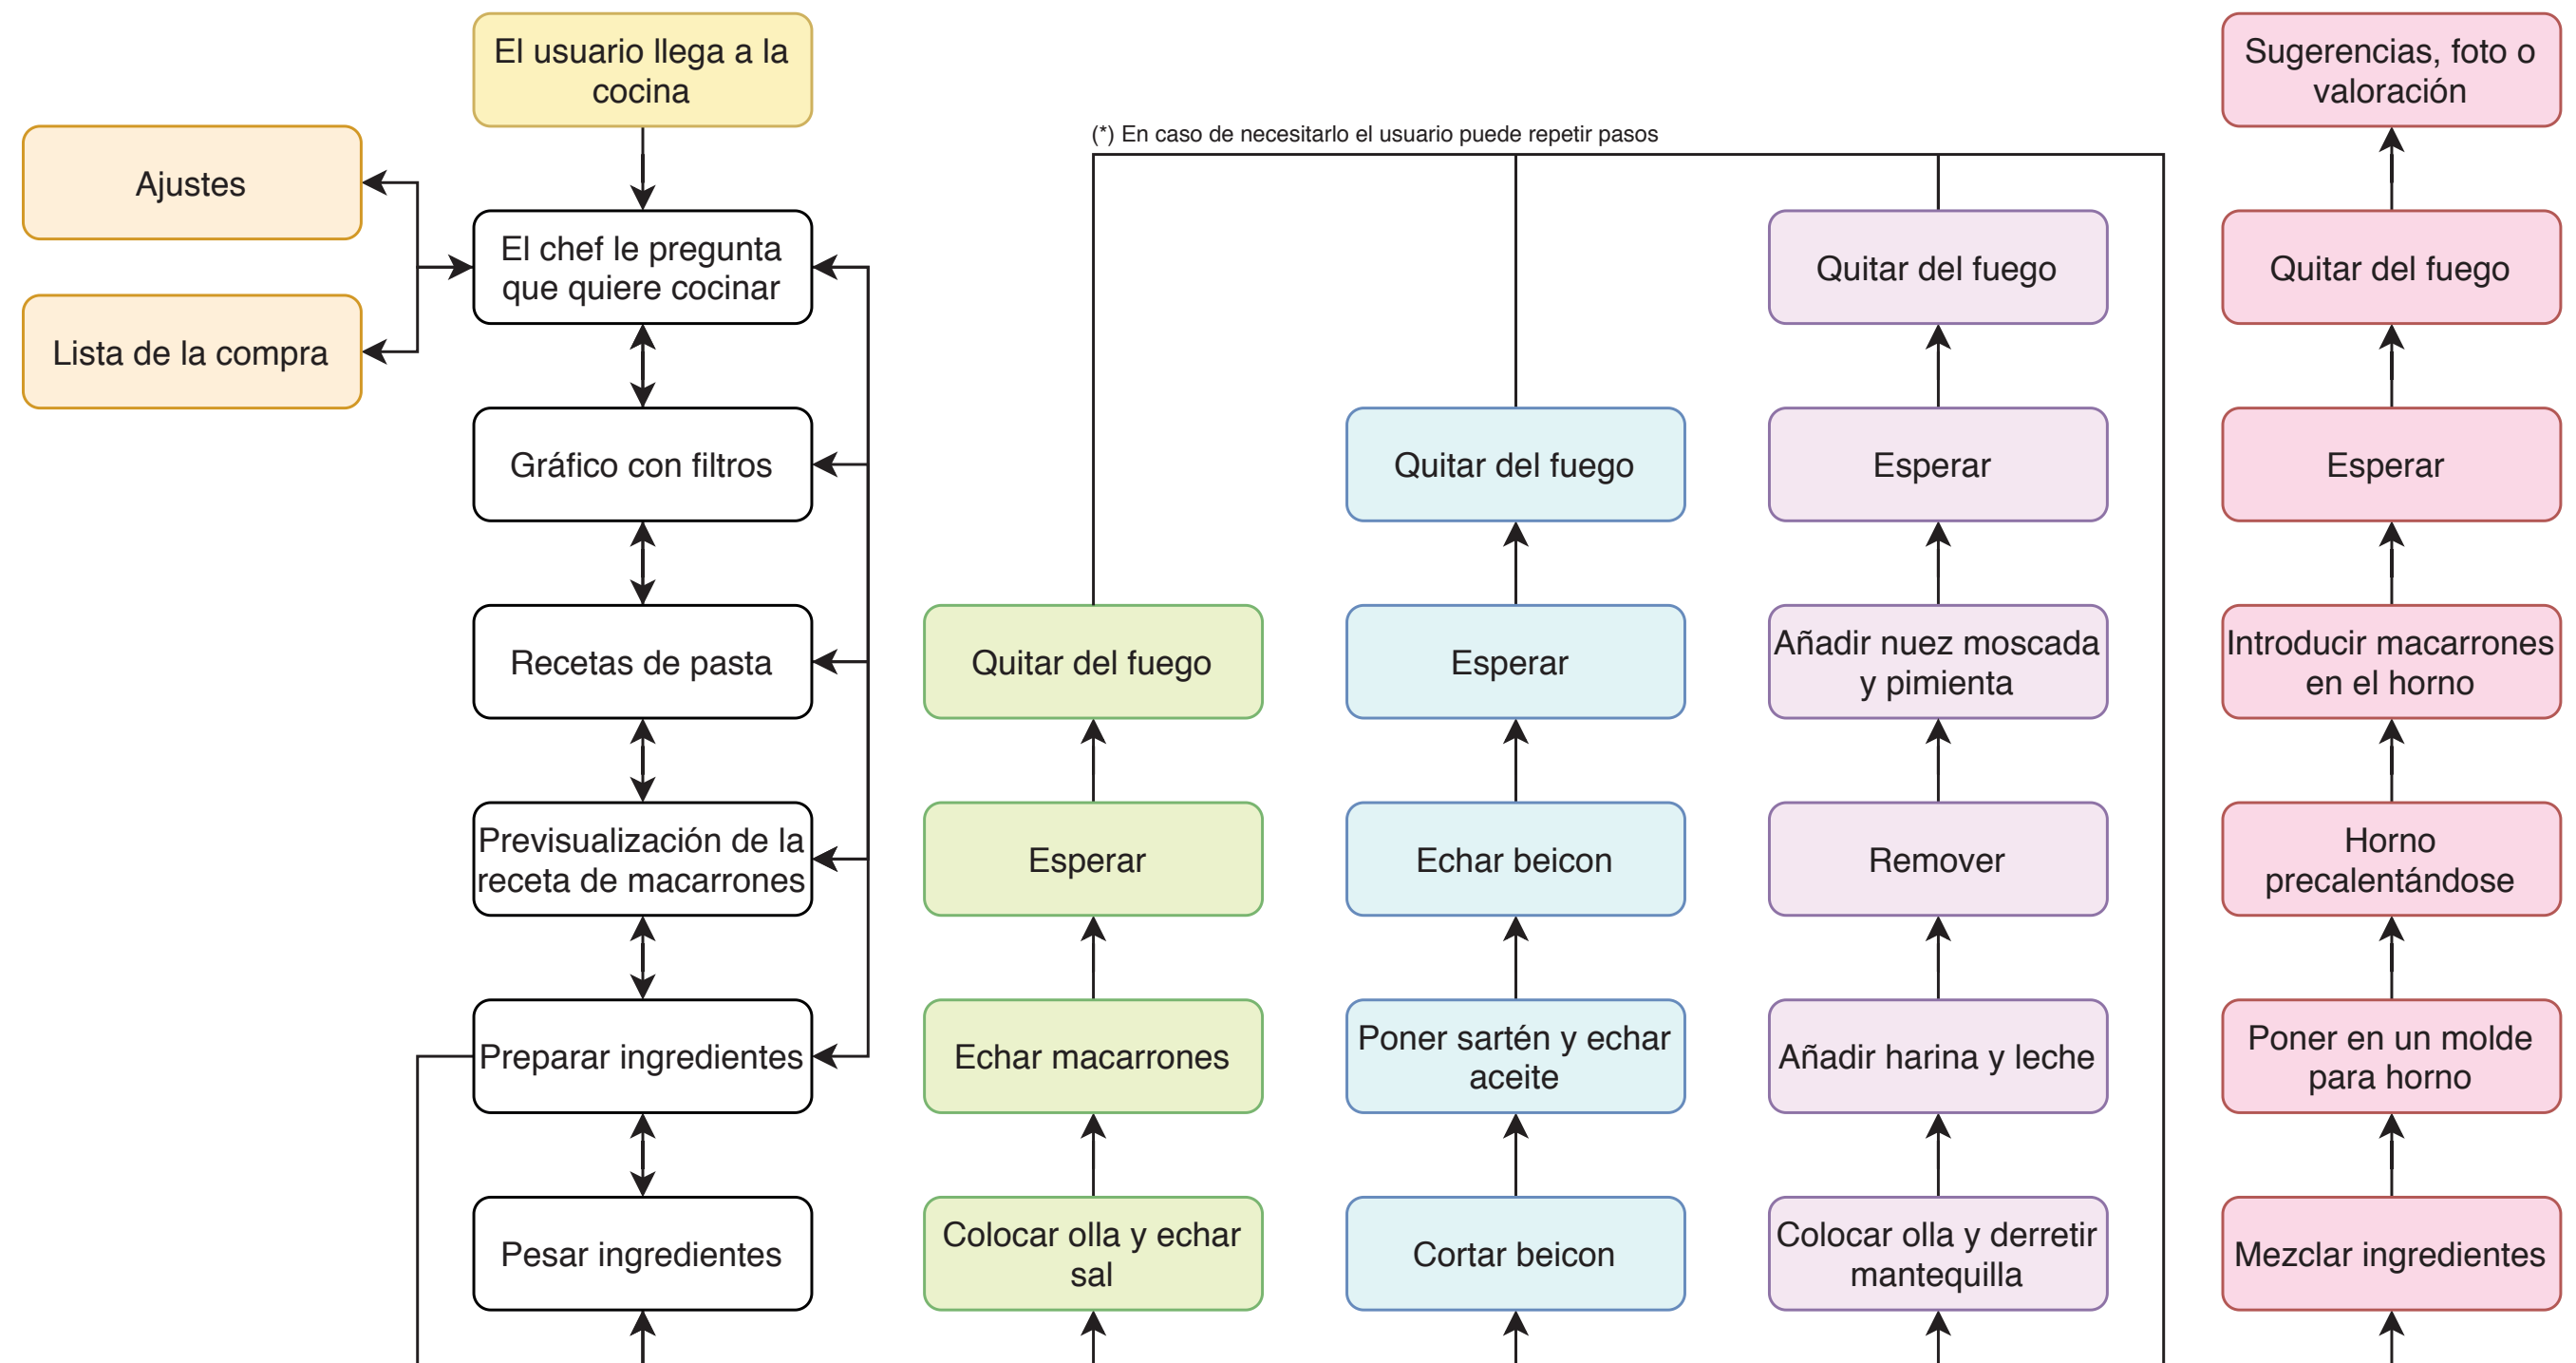 El usuario llega a la
cocina
Ajustes
Lista de la compra
El chef le pregunta
que quiere cocinar
Gráfico con filtros
Recetas de pasta
Previsualización de la
receta de macarrones
Preparar ingredientes
Pesar ingredientes
(*) En caso de necesitarlo el usuario puede repetir pasos
Quitar del fuego
Esperar
Echar macarrones
Colocar olla y echar
sal
Quitar del fuego
Esperar
Echar beicon
Poner sartén y echar
aceite
Cortar beicon
Quitar del fuego
Esperar
Añadir nuez moscada
y pimienta
Remover
Añadir harina y leche
Colocar olla y derretir
mantequilla
Sugerencias, foto o
valoración
Quitar del fuego
Esperar
Introducir macarrones
en el horno
Horno
precalentándose
Poner en un molde
para horno
Mezclar ingredientes